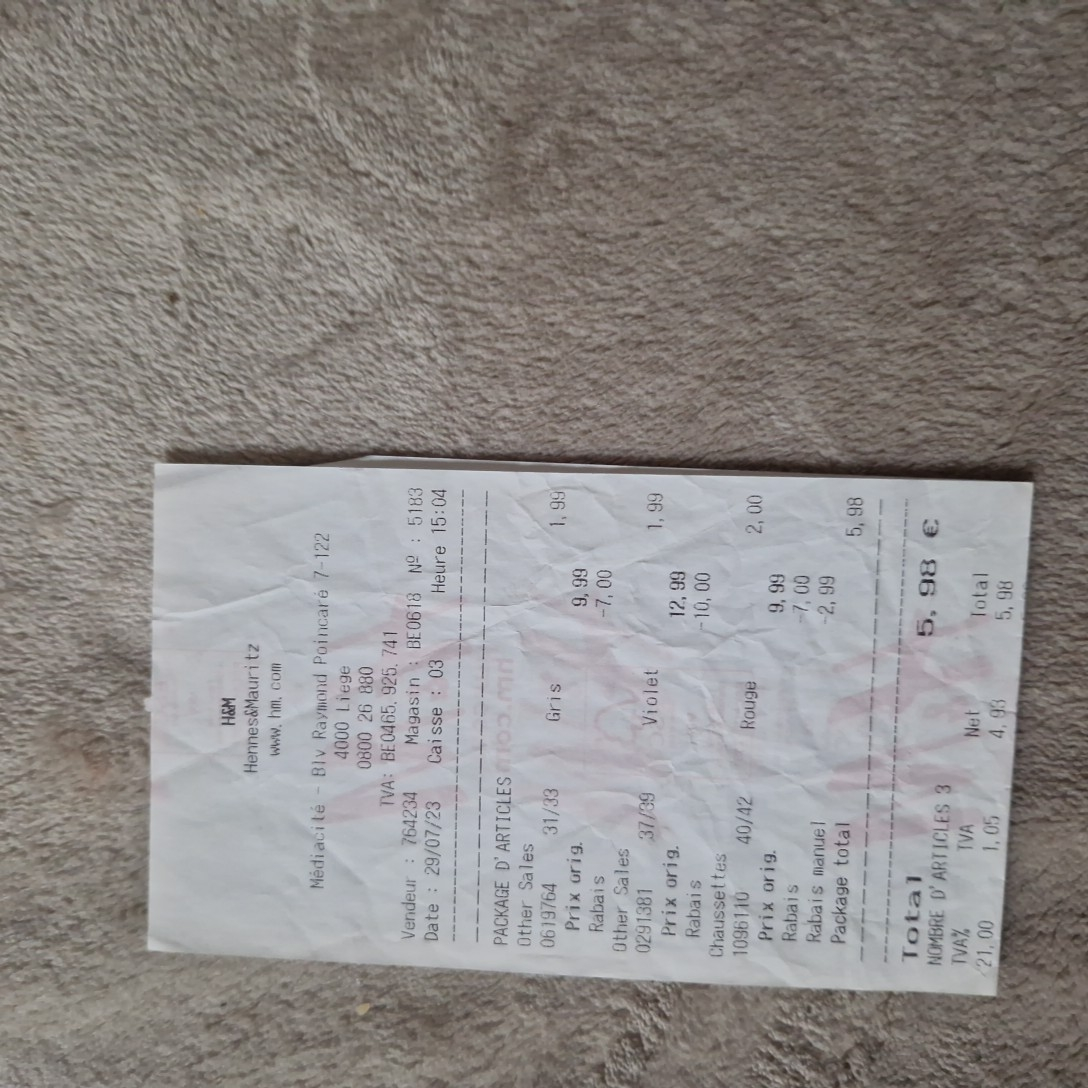 H&M
Hennes&Mauritz
www.hm.com
Médiacité - Blv Raymond Poincaré 7-122
4000 Liege
0800 26 880
TVA: BE0465.925.741
Vendeur : 764234 Magasin : BE0618 Nº : 5183
Date : 29/07/23 Caisse : 03 Heure 15:04
PACKAGE D'ARTICLES
Other Sales
0619764 31/33 Gris 1,99
Prix orig. 9,99
Rabais -7,00
Other Sales
0291381 37/39 Violet 1,99
Prix orig. 12,99
Rabais -10,00
Chaussettes
1096110 40/42 Rouge 2,00
Prix orig. 9,99
Rabais -7,00
Rabais manuel -2,99
Package total 5,98
Total 5,98 €
NOMBRE D'ARTICLES 3
TVA% TVA Net Total
21,00 1,05 4,93 5,98